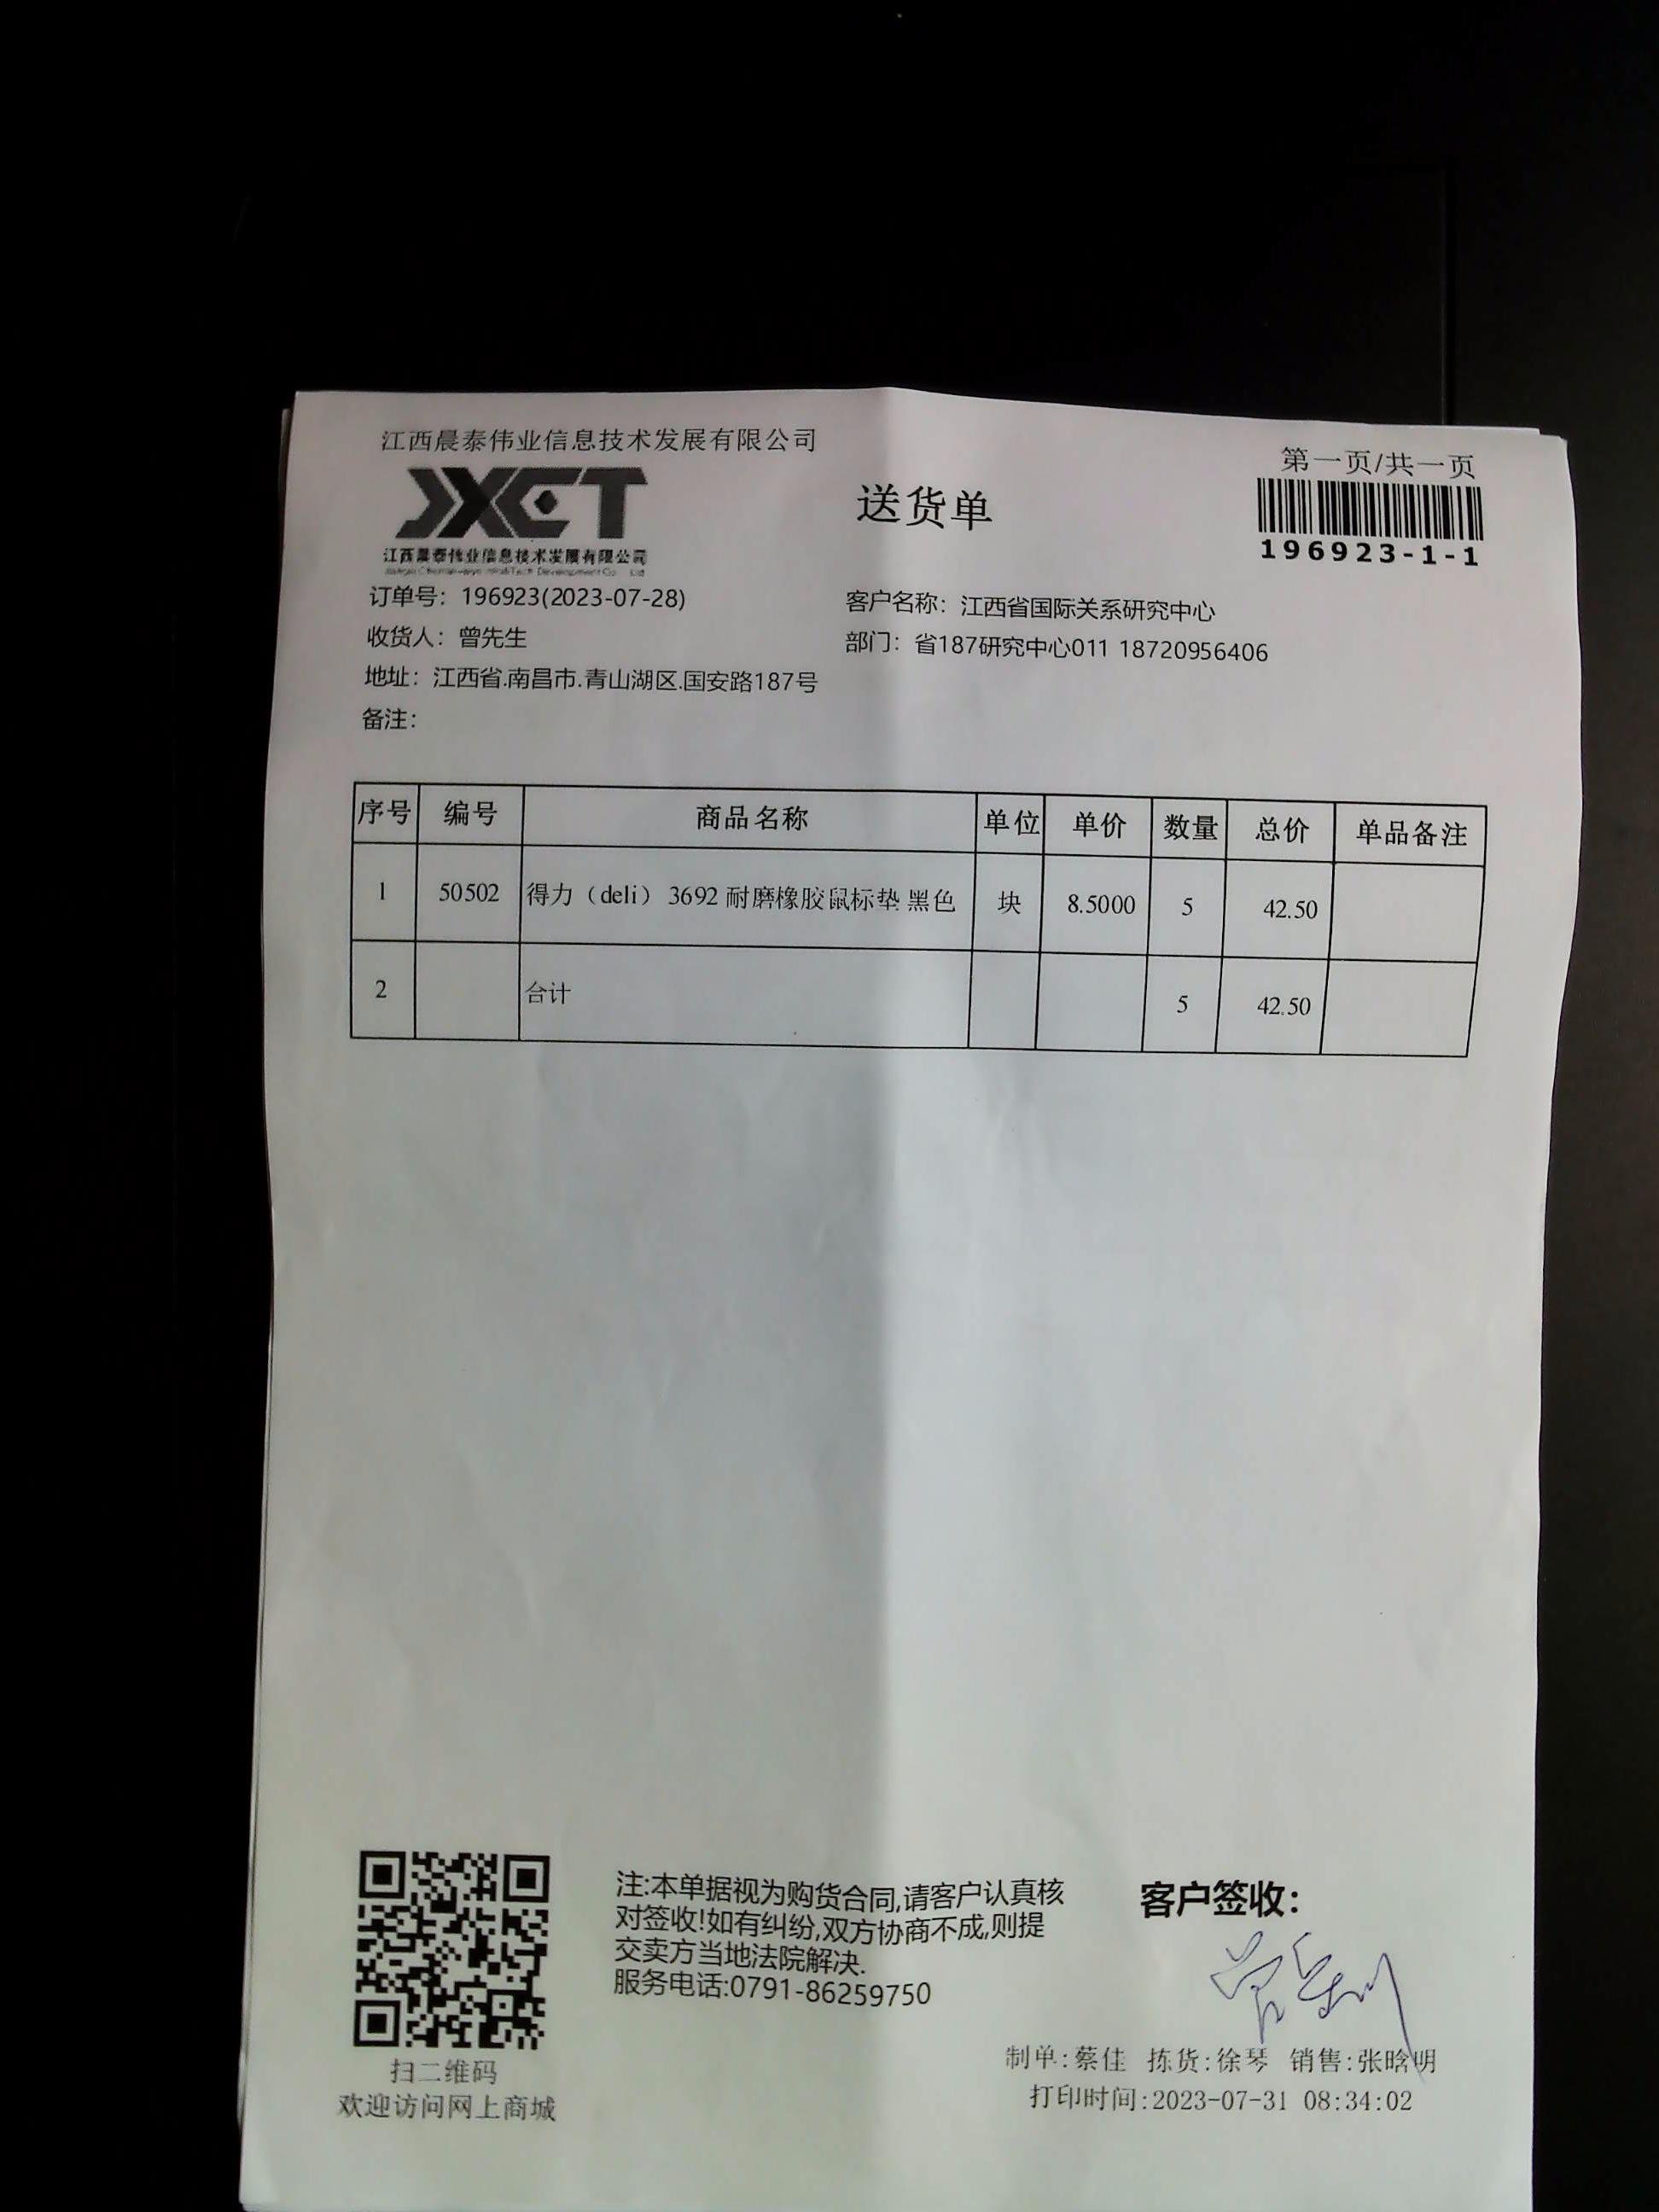 江西晨泰伟业信息技术发展有限公司
第一页/共一页
JXCT
送货单
江西晨泰伟业信息技术发展有限公司
196923-1-1
订单号：196923(2023-07-28)
客户名称：江西省国际关系研究中心
收货人：曾先生
部门：省187研究中心011 18720956406
地址：江西省.南昌市.青山湖区.国安路187号
备注：
序号 编号 商品名称 单位 单价 数量 总价 单品备注
1 50502 得力（deli）3692 耐磨橡胶鼠标垫 黑色 块 8.5000 5 42.50
2 合计 5 42.50
注:本单据视为购货合同,请客户认真核
对签收!如有纠纷,双方协商不成,则提
交卖方当地法院解决.
服务电话:0791-86259750
客户签收：
扫二维码
欢迎访问网上商城
制单:蔡佳 拣货:徐琴 销售:张晗明
打印时间:2023-07-31 08:34:02